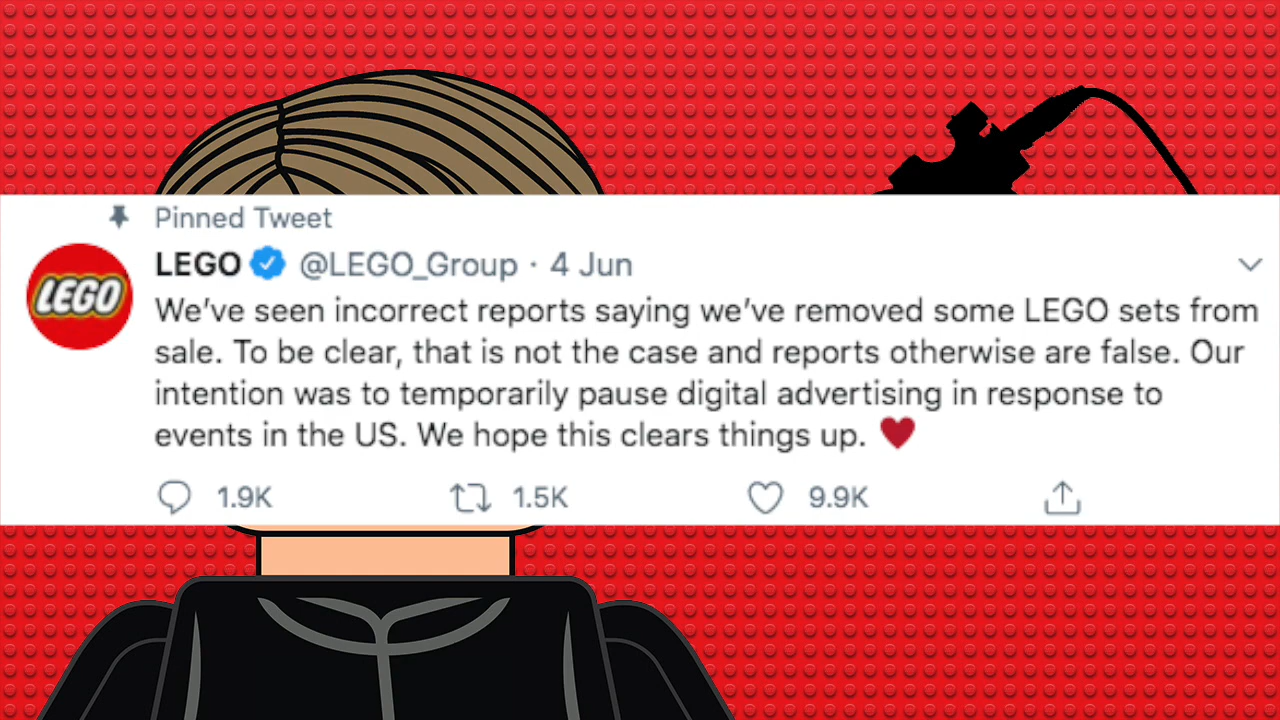 Pinned Tweet
LEGO @LEGO_Group · 4 Jun
LEGO
We’ve seen incorrect reports saying we’ve removed some LEGO sets from
sale. To be clear, that is not the case and reports otherwise are false. Our
intention was to temporarily pause digital advertising in response to
events in the US. We hope this clears things up. ♥
1.9K 1.5K 9.9K